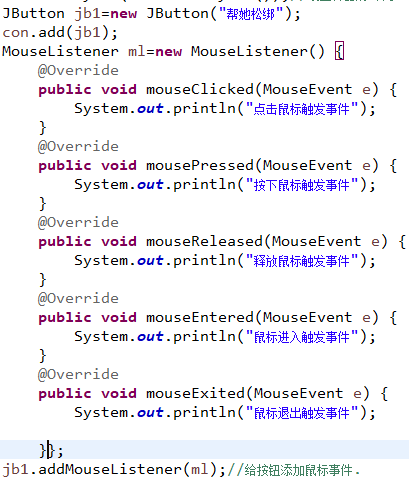 JButton jb1=new JButton("帮她松绑");
con.add(jb1);
MouseListener ml=new MouseListener() {
@Override
public void mouseClicked(MouseEvent e) {
System.out.println("点击鼠标触发事件");
}
@Override
public void mousePressed(MouseEvent e) {
System.out.println("按下鼠标触发事件");
}
@Override
public void mouseReleased(MouseEvent e) {
System.out.println("释放鼠标触发事件");
}
@Override
public void mouseEntered(MouseEvent e) {
System.out.println("鼠标进入触发事件");
}
@Override
public void mouseExited(MouseEvent e) {
System.out.println("鼠标退出触发事件");
}};
jb1.addMouseListener(ml);//给按钮添加鼠标事件.